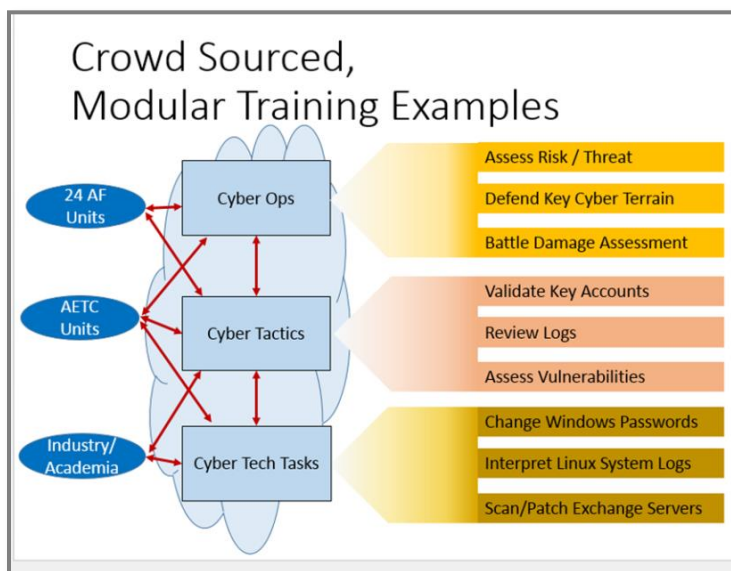 Crowd Sourced,
Modular Training Examples
24 AF
Units
AETC
Units
Industry/
Academia
Cyber Ops
Cyber Tactics
Cyber Tech Tasks
Assess Risk / Threat
Defend Key Cyber Terrain
Battle Damage Assessment
Validate Key Accounts
Review Logs
Assess Vulnerabilities
Change Windows Passwords
Interpret Linux System Logs
Scan/Patch Exchange Servers